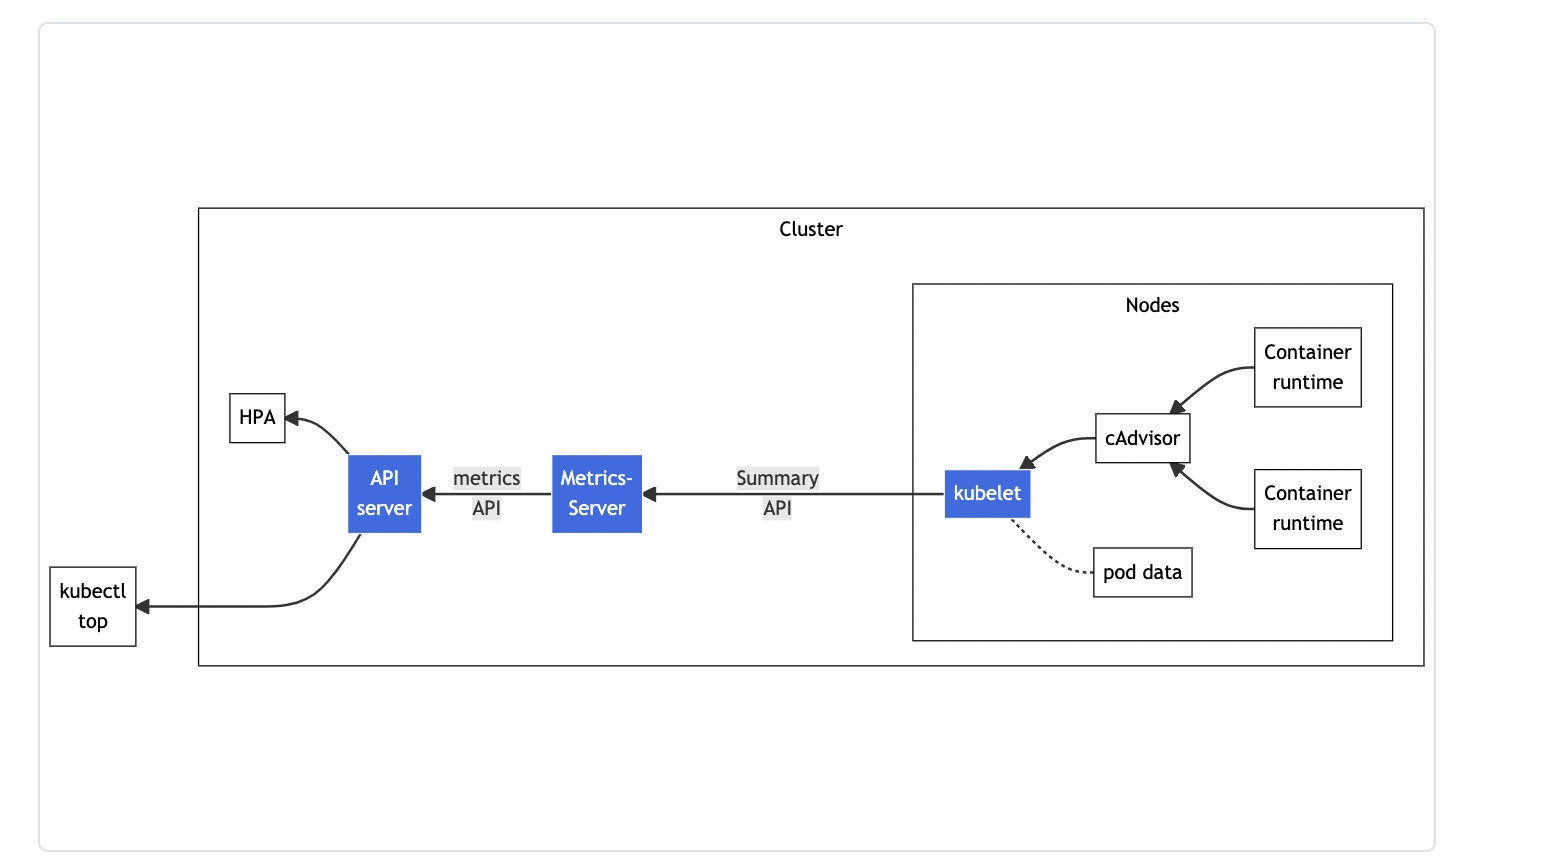 Cluster
Nodes
Container
runtime
HPA
cAdvisor
API
server
metrics
API
Metrics-
Server
Summary
API
kubelet
Container
runtime
pod data
kubectl
top